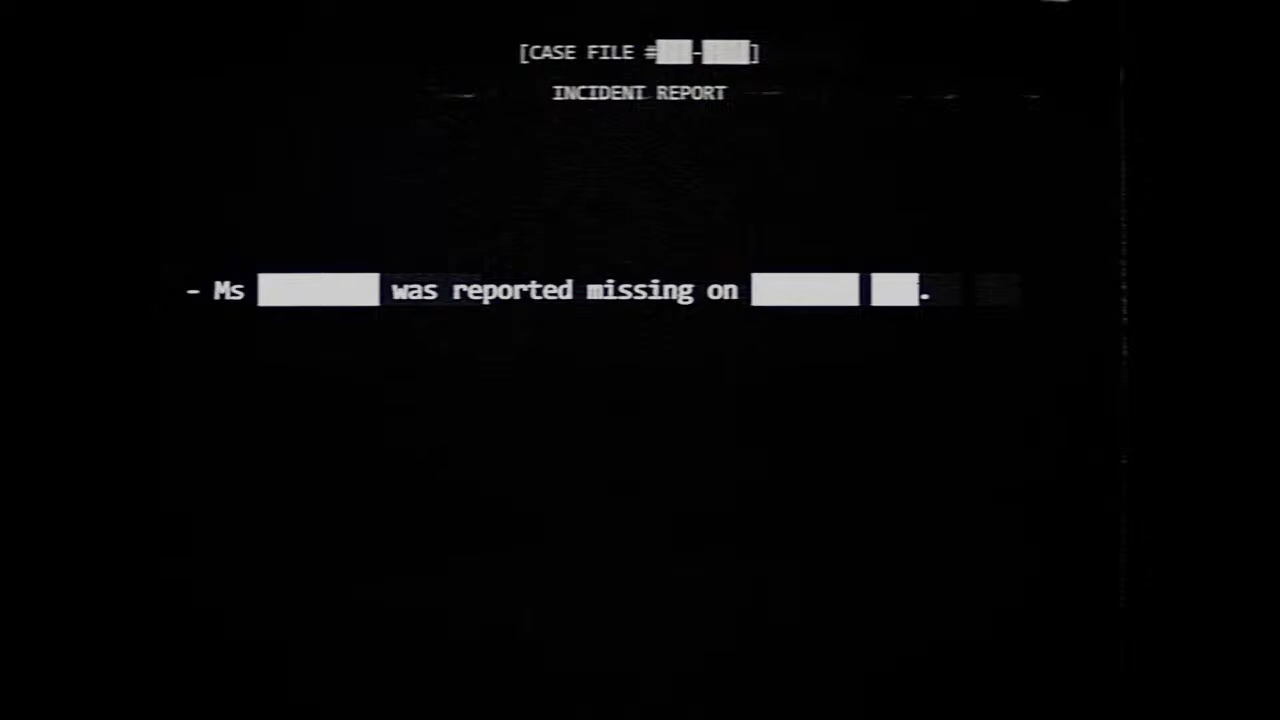 [CASE FILE #██-███]
INCIDENT REPORT
- Ms ███████ was reported missing on ███████ ███.